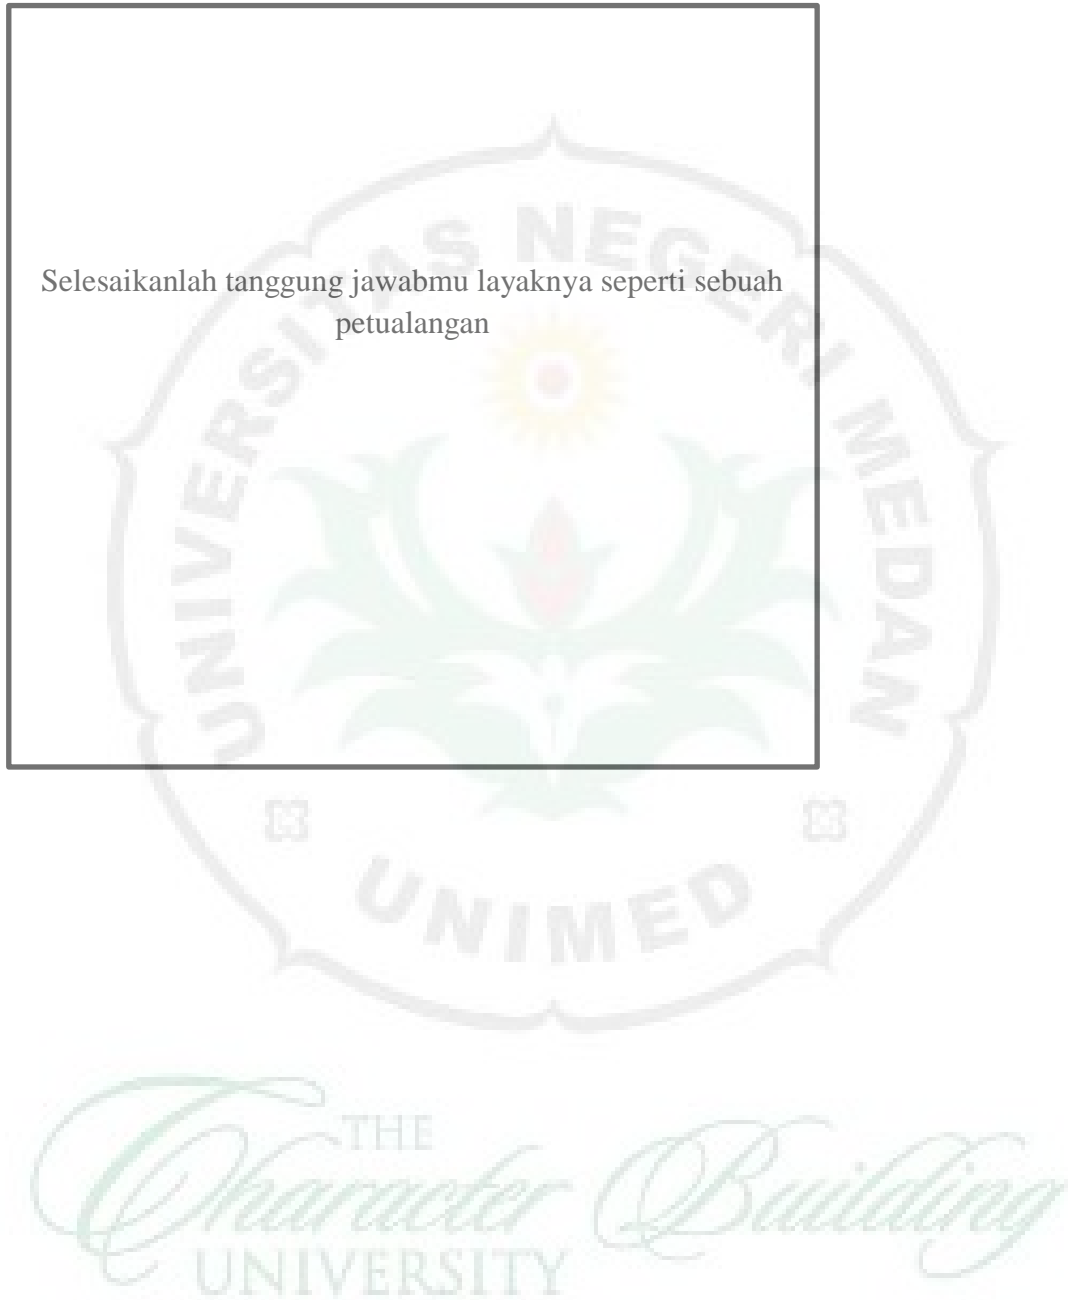 Selesaikanlah tanggung jawabmu layaknya seperti sebuah
petualangan
UNIVERSITAS NEGERI MEDAN
UNIMED
THE
Character Building
UNIVERSITY